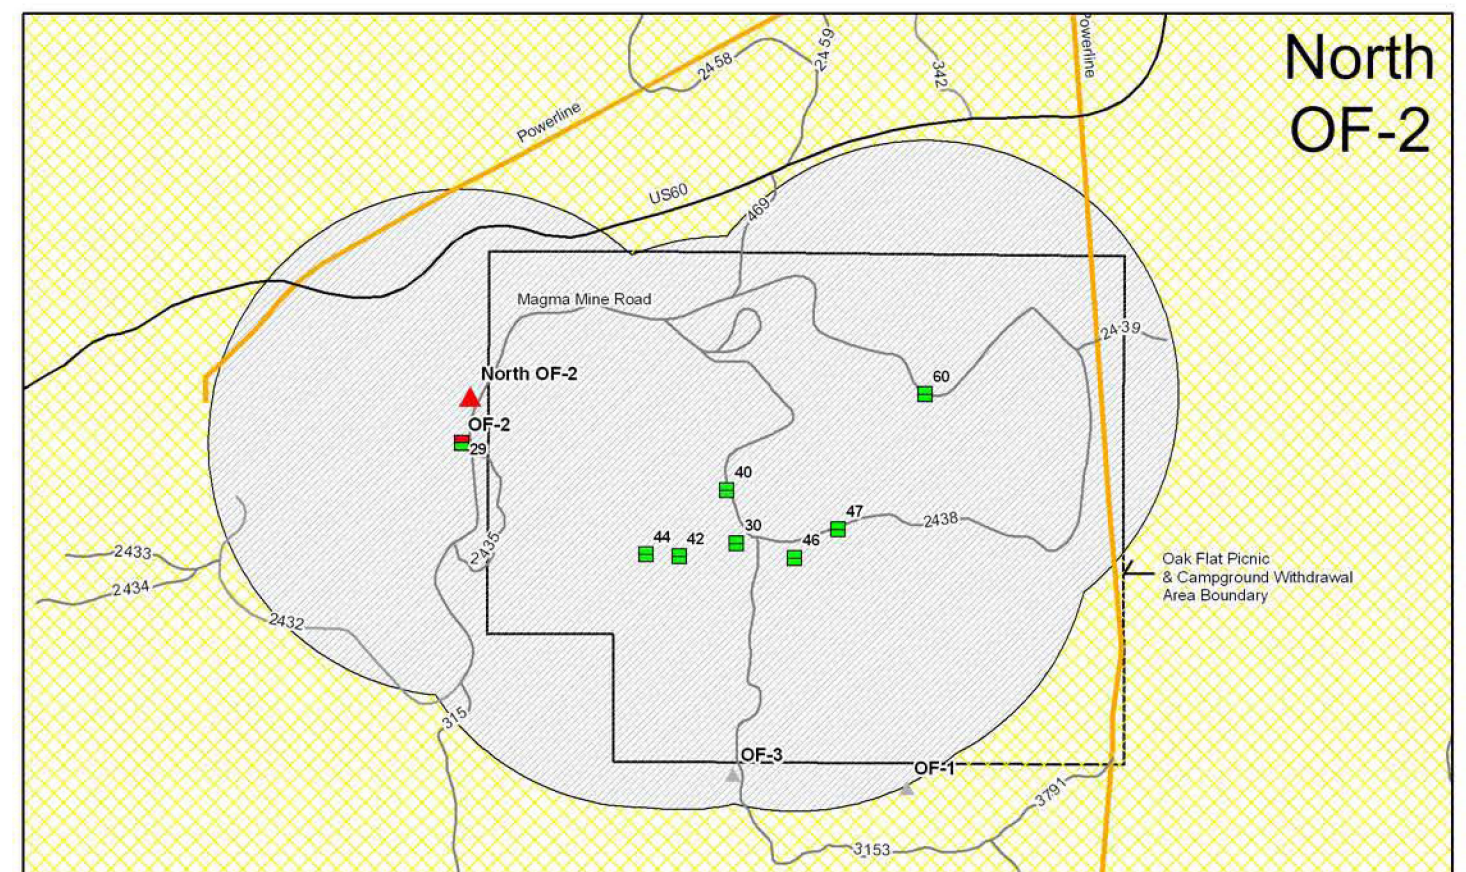 North
OF-2
Powerline
2459
2458
342
Powerline
US60
469
Magma Mine Road
2439
North OF-2
60
OF-2
29
40
47
44
42
30
46
2438
2435
2433
2434
2432
Oak Flat Picnic
& Campground Withdrawal
Area Boundary
315
OF-3
OF-1
3791
3153